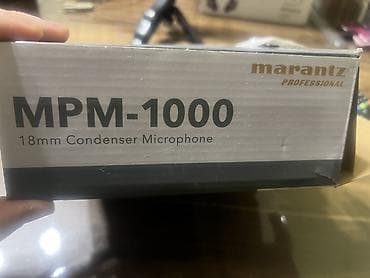 marantz
PROFESSIONAL
MPM-1000
18mm Condenser Microphone